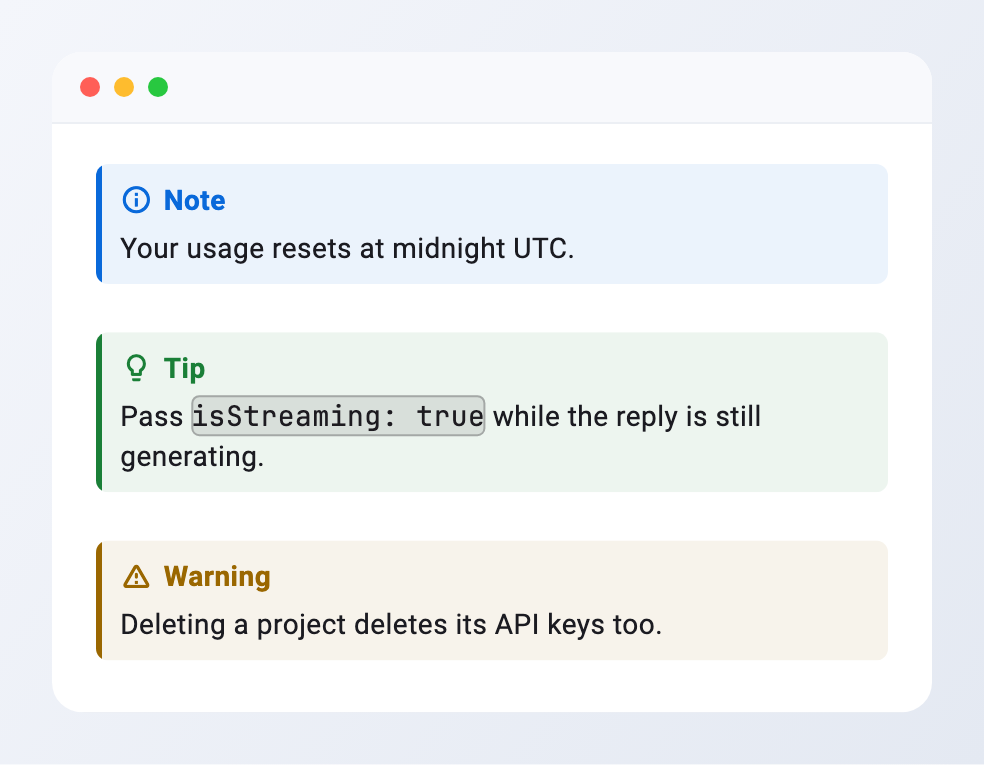 Note
Your usage resets at midnight UTC.
Tip
Pass isStreaming: true while the reply is still
generating.
Warning
Deleting a project deletes its API keys too.